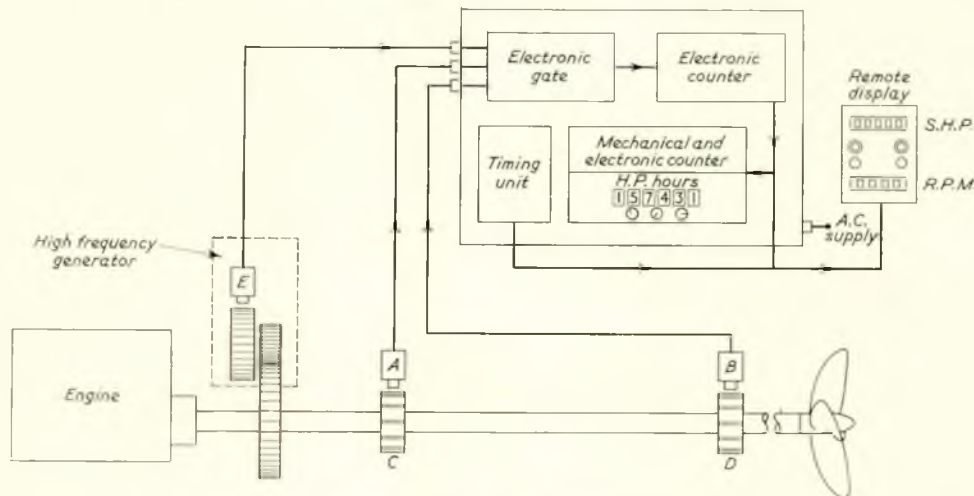 Electronic
gate
Electronic
counter
Remote
display
S.H.P.
R.P.M.
Timing
unit
Mechanical and
electronic counter
H.P. hours
1 5 7 4 3 1
A.C.
supply
High frequency
generator
E
A
B
Engine
C
D